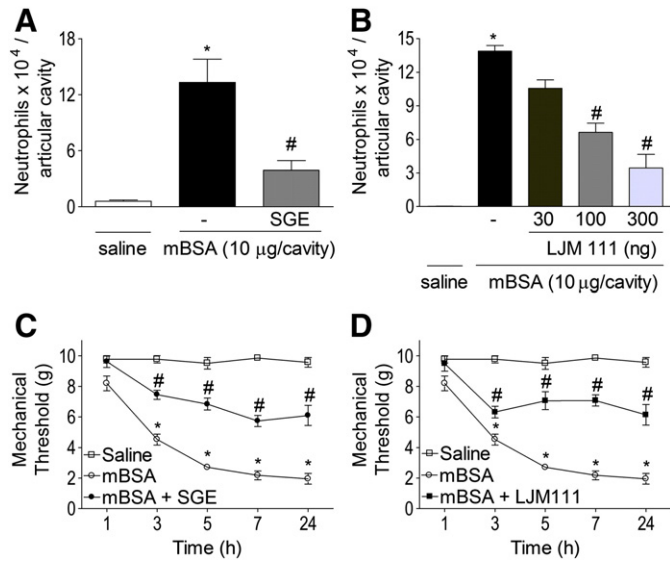 A
Neutrophils x 10⁴ /
articular cavity
18
12
6
0
*
#
-
SGE
saline
mBSA (10 μg/cavity)
B
Neutrophils x 10⁴ /
articular cavity
15
12
9
6
3
0
*
#
#
-
30
100
300
LJM 111 (ng)
saline
mBSA (10 μg/cavity)
C
Mechanical
Threshold (g)
10
8
6
4
2
0
# # # #
* * * *
Saline
mBSA
mBSA + SGE
1 3 5 7 24
Time (h)
D
Mechanical
Threshold (g)
10
8
6
4
2
0
# # # #
* * * *
Saline
mBSA
mBSA + LJM111
1 3 5 7 24
Time (h)